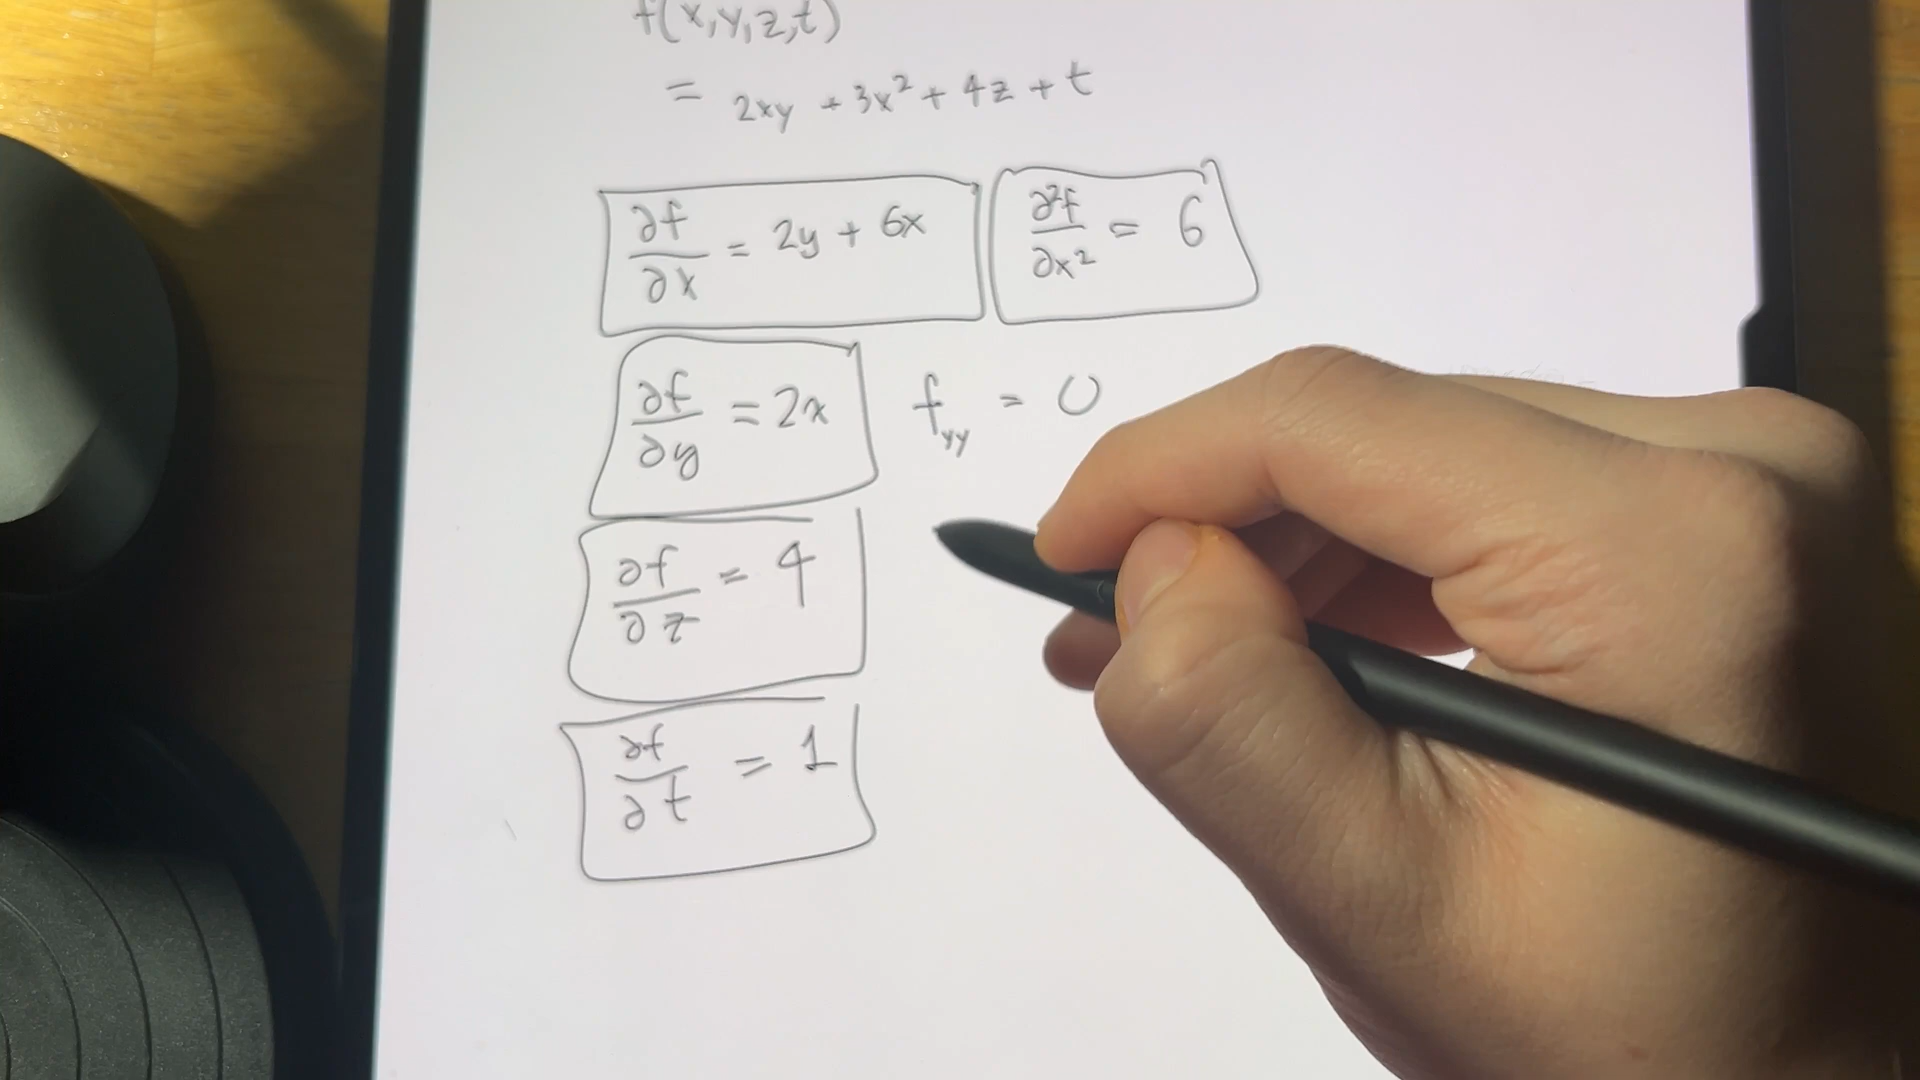 f(x,y,z,t)
= 2xy + 3x² + 4z + t
∂f/∂x = 2y + 6x
∂²f/∂x² = 6
∂f/∂y = 2x
f_yy = 0
∂f/∂z = 4
∂f/∂t = 1